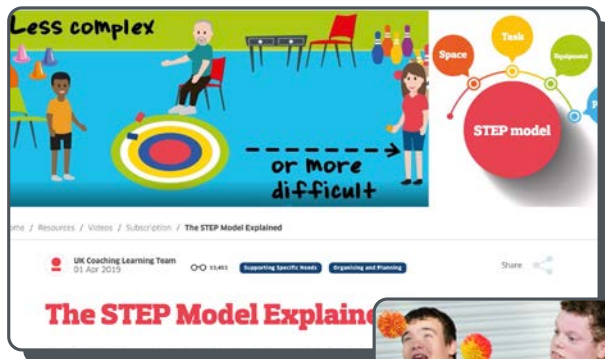 Less complex
or more
difficult
Space
Task
Equipment
STEP model
ome / Resources / Videos / Subscription / The STEP Model Explained
UK Coaching Learning Team
01 Apr 2019
Supporting Specific Needs
Organising and Planning
Share
The STEP Model Explaine